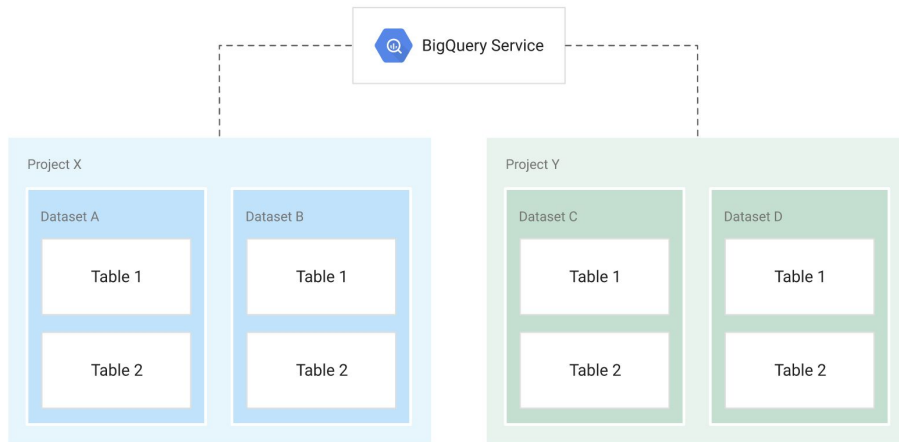 BigQuery Service
Project X
Dataset A
Table 1
Table 2
Dataset B
Table 1
Table 2
Project Y
Dataset C
Table 1
Table 2
Dataset D
Table 1
Table 2